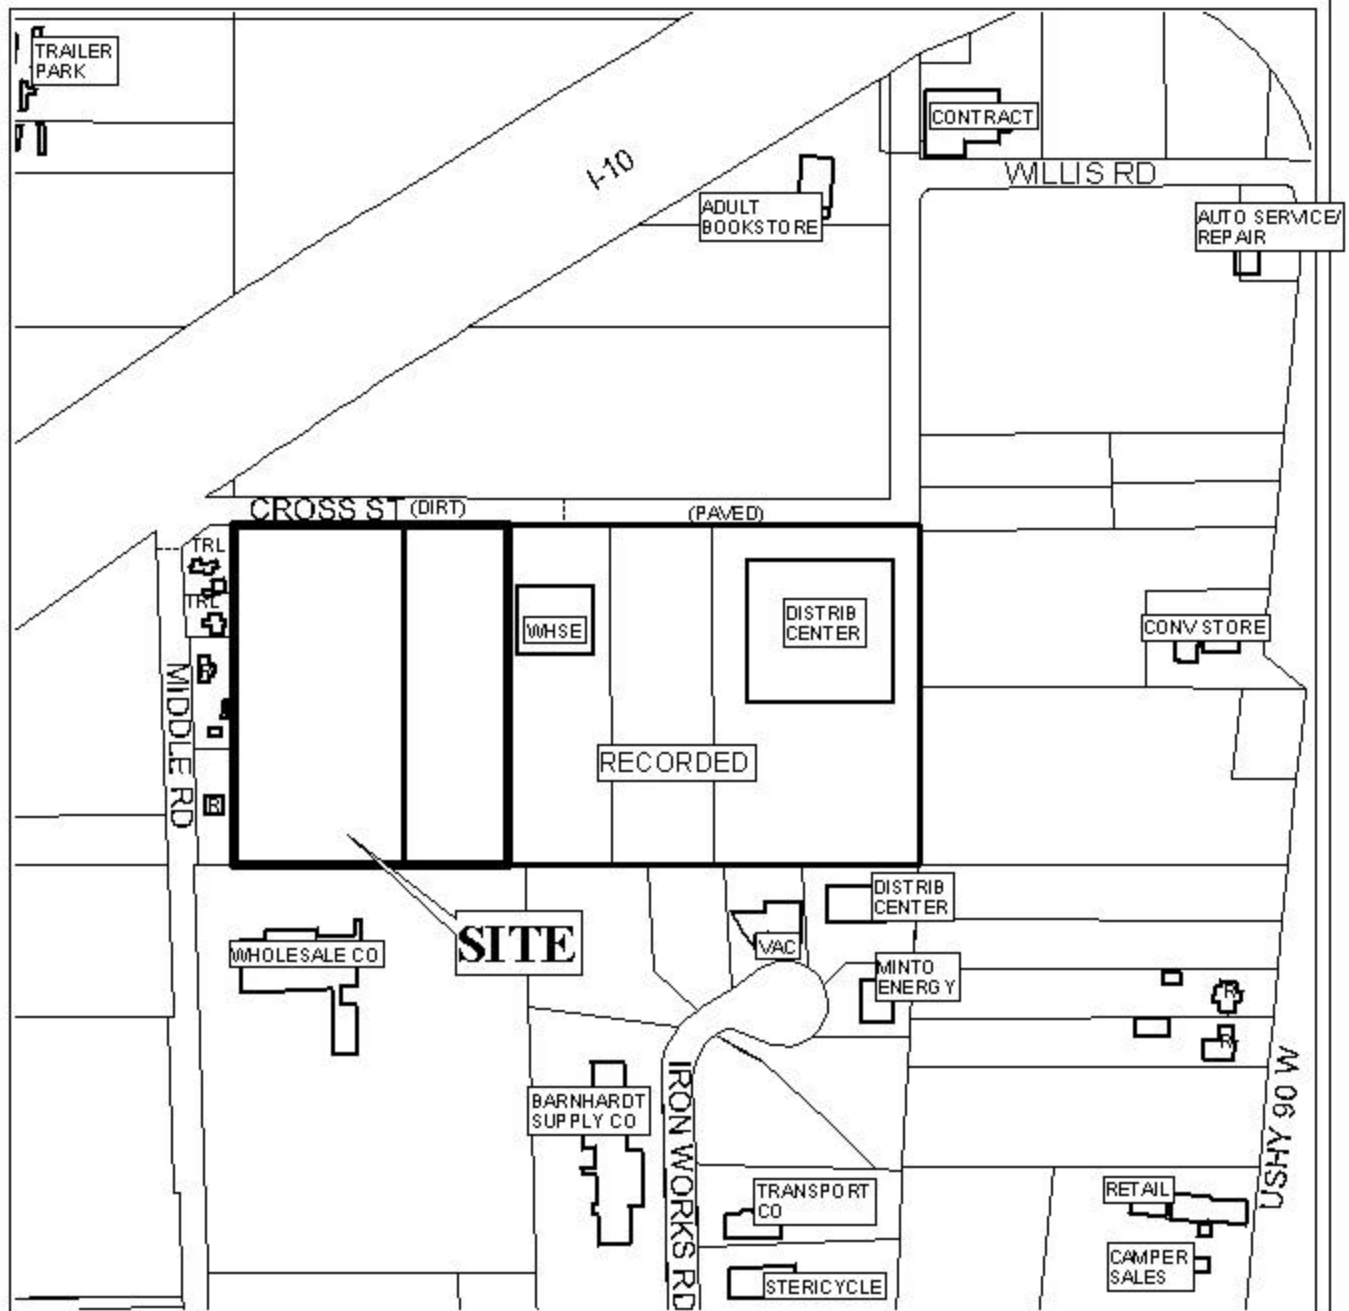 TRAILER
PARK
CONTRACT
I-10
WILLIS RD
ADULT
BOOKSTORE
AUTO SERVICE/
REPAIR
CROSS ST (DIRT)
(PAVED)
TRL
TRL
WHSE
DISTRIB
CENTER
CONV STORE
R
MIDDLE RD
RECORDED
R
DISTRIB
CENTER
SITE
WHOLESALE CO
VAC
MINTO
ENERGY
R
R
IRON WORKS RD
BARNHARDT
SUPPLY CO
USHY 90 W
TRANSPORT
CO
RETAIL
CAMPER
SALES
STERICYCLE